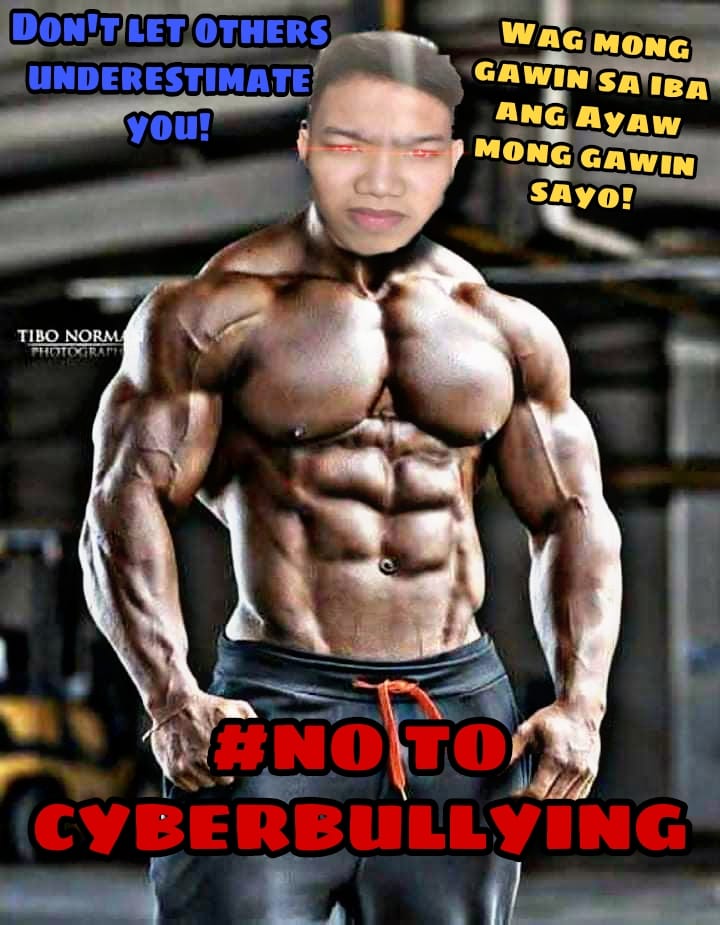 Don't let others
underestimate
you!
Wag mong
gawin sa iba
ang Ayaw
mong gawin
sayo!
TIBO NORMAN
PHOTOGRAPH
#NO TO
CYBERBULLYING